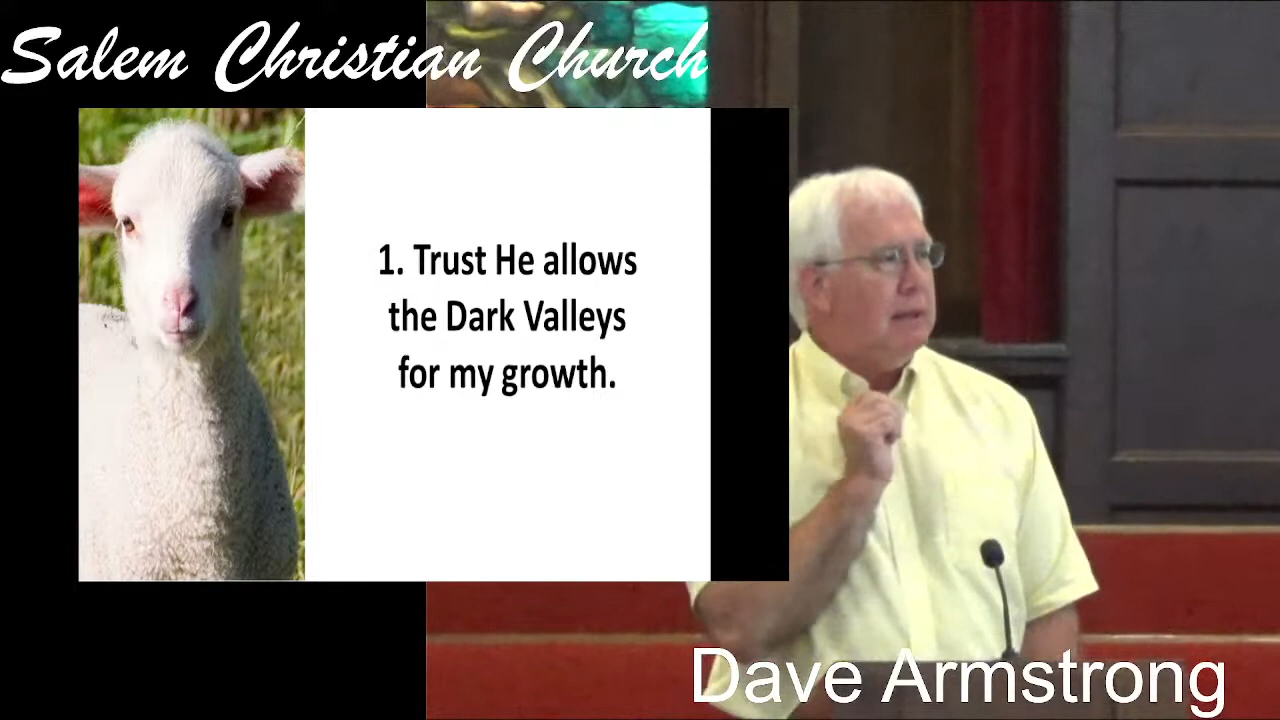 Salem Christian Church
1. Trust He allows
the Dark Valleys
for my growth.
Dave Armstrong